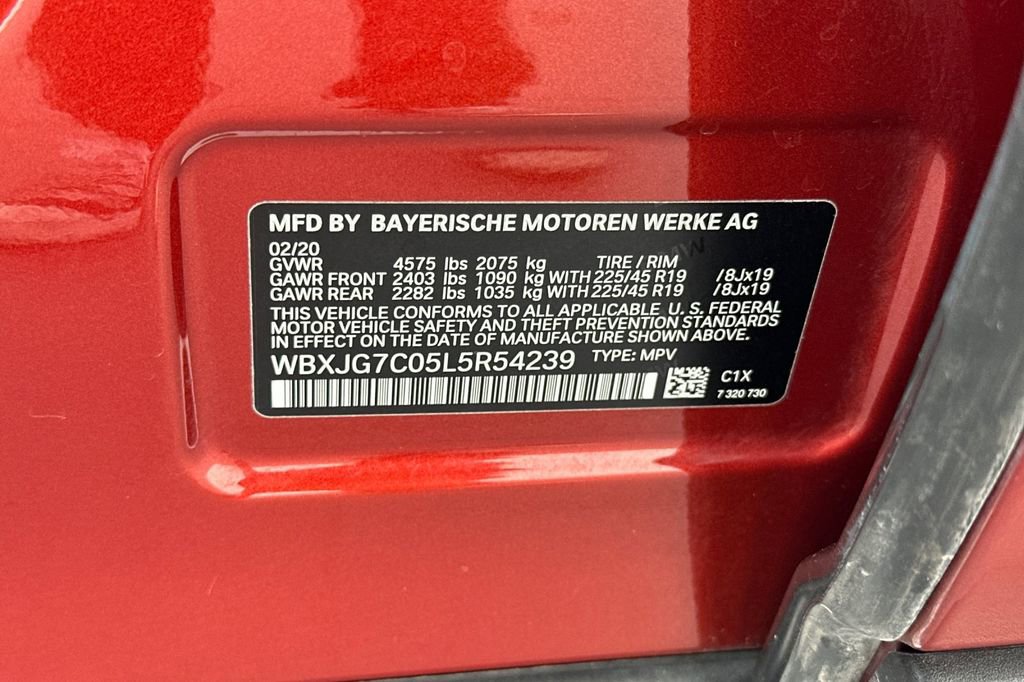 MFD BY BAYERISCHE MOTOREN WERKE AG
02/20
GVWR 4575 lbs 2075 kg TIRE / RIM
GAWR FRONT 2403 lbs 1090 kg WITH 225/45 R19 /8Jx19
GAWR REAR 2282 lbs 1035 kg WITH 225/45 R19 /8Jx19
THIS VEHICLE CONFORMS TO ALL APPLICABLE U. S. FEDERAL
MOTOR VEHICLE SAFETY AND THEFT PREVENTION STANDARDS
IN EFFECT ON THE DATE OF MANUFACTURE SHOWN ABOVE.
WBXJG7C05L5R54239 TYPE: MPV
C1X
7 320 730